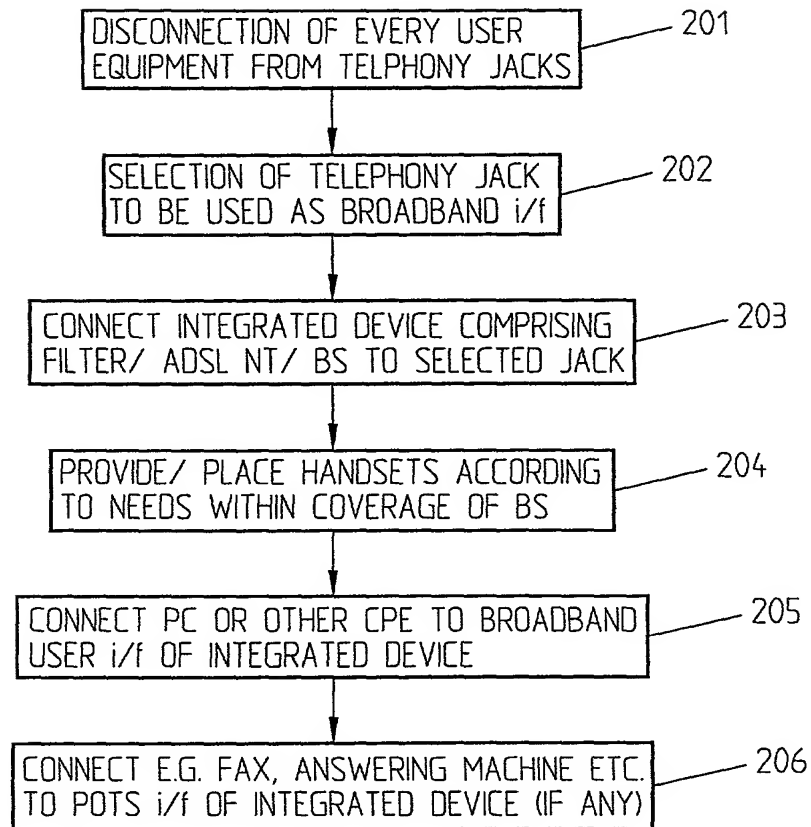 DISCONNECTION OF EVERY USER
EQUIPMENT FROM TELPHONY JACKS
201
SELECTION OF TELEPHONY JACK
TO BE USED AS BROADBAND i/f
202
CONNECT INTEGRATED DEVICE COMPRISING
FILTER/ ADSL NT/ BS TO SELECTED JACK
203
PROVIDE/ PLACE HANDSETS ACCORDING
TO NEEDS WITHIN COVERAGE OF BS
204
CONNECT PC OR OTHER CPE TO BROADBAND
USER i/f OF INTEGRATED DEVICE
205
CONNECT E.G. FAX, ANSWERING MACHINE ETC.
TO POTS i/f OF INTEGRATED DEVICE (IF ANY)
206